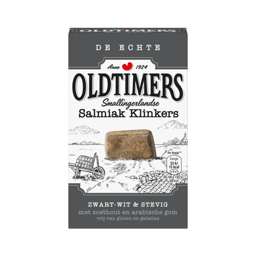 DE ECHTE
Anno 1924
OLDTIMERS
Smallingerlandse
Salmiak Klinkers
ZWART-WIT & STEVIG
met zoethout en arabische gom
vrij van gluten en gelatine